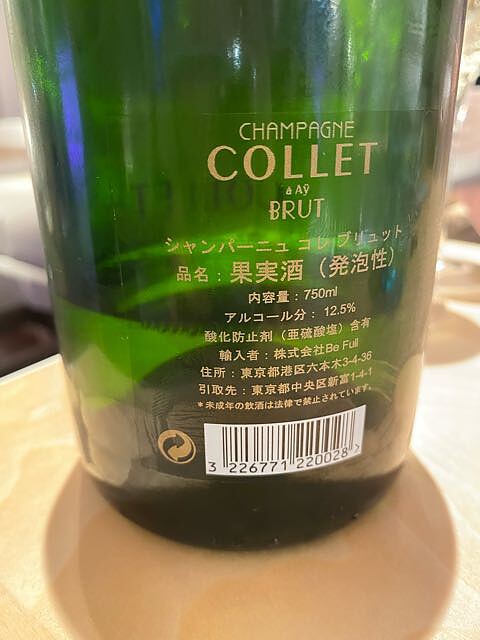 CHAMPAGNE
COLLET
à Aÿ
BRUT
シャンパーニュ コレ ブリュット
品名：果実酒（発泡性）
内容量：750ml
アルコール分：12.5%
酸化防止剤（亜硫酸塩）含有
輸入者：株式会社Be Full
住所：東京都港区六本木3-4-36
引取先：東京都中央区新富1-4-1
＊未成年の飲酒は法律で禁止されています。
3 226771 220028 >